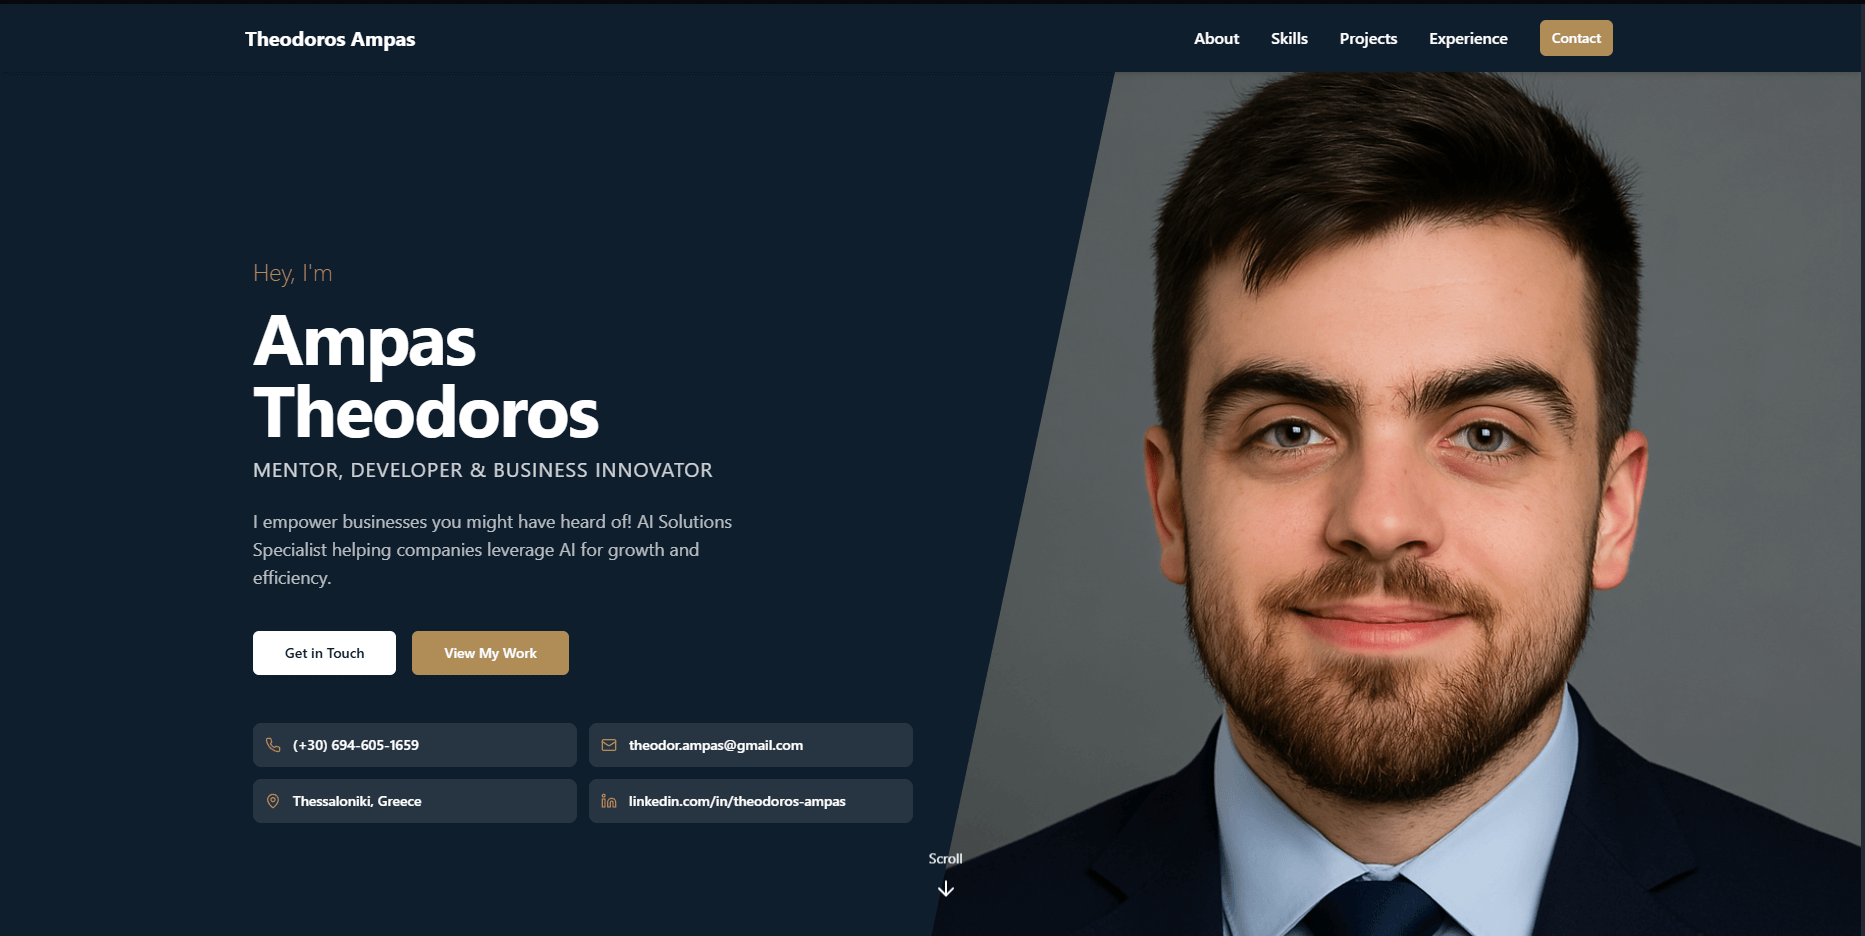 Theodoros Ampas
About
Skills
Projects
Experience
Contact
Hey, I'm
Ampas
Theodoros
MENTOR, DEVELOPER & BUSINESS INNOVATOR
I empower businesses you might have heard of! AI Solutions
Specialist helping companies leverage AI for growth and
efficiency.
Get in Touch
View My Work
(+30) 694-605-1659
theodor.ampas@gmail.com
Thessaloniki, Greece
linkedin.com/in/theodoros-ampas
Scroll